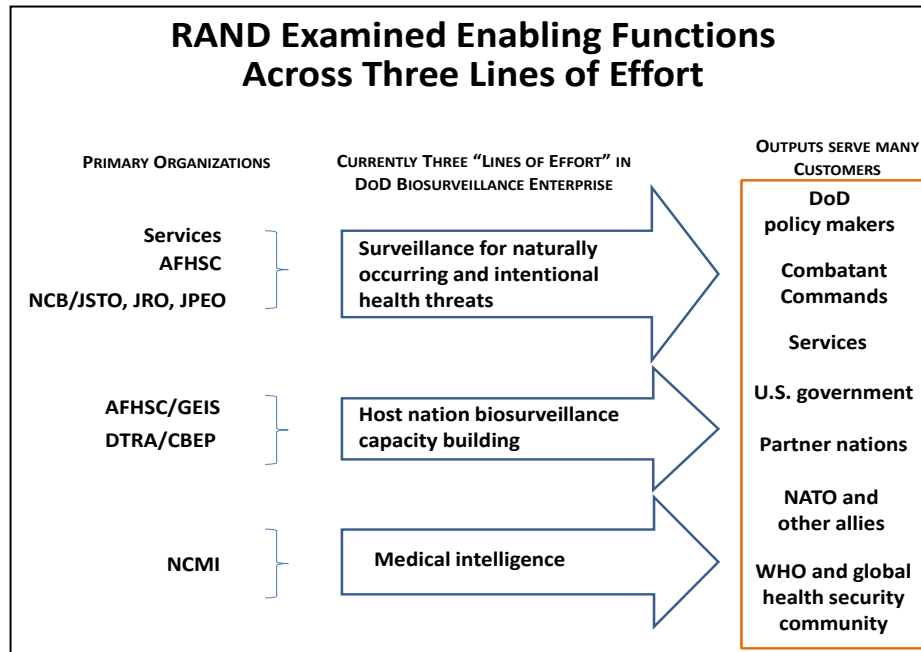 RAND Examined Enabling Functions
Across Three Lines of Effort
PRIMARY ORGANIZATIONS
CURRENTLY THREE “LINES OF EFFORT” IN
DOD BIOSURVEILLANCE ENTERPRISE
OUTPUTS SERVE MANY
CUSTOMERS
Services
AFHSC
NCB/JSTO, JRO, JPEO
Surveillance for naturally
occurring and intentional
health threats
AFHSC/GEIS
DTRA/CBEP
Host nation biosurveillance
capacity building
NCMI
Medical intelligence
DoD
policy makers
Combatant
Commands
Services
U.S. government
Partner nations
NATO and
other allies
WHO and global
health security
community